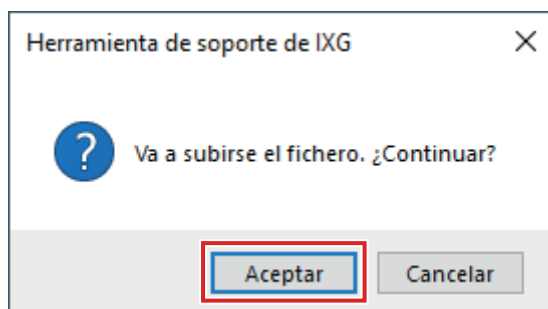 Herramienta de soporte de IXG
Va a subirse el fichero. ¿Continuar?
Aceptar
Cancelar